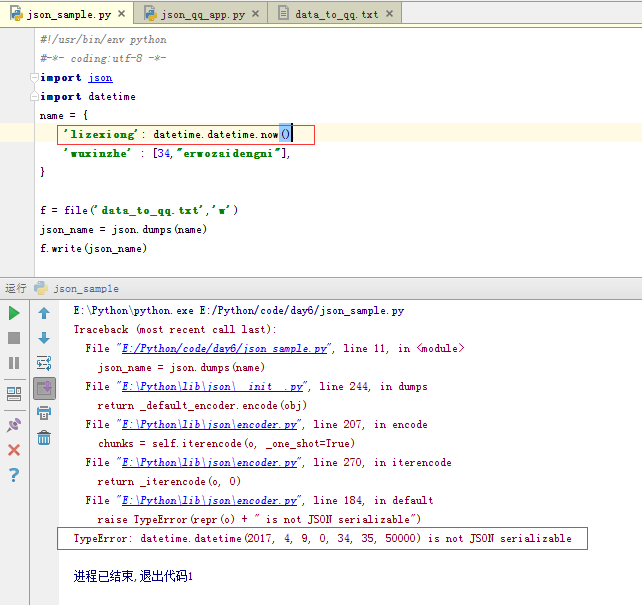 json_sample.py × json_qq_app.py × data_to_qq.txt ×
#!/usr/bin/env python
#-*- coding:utf-8 -*-
import json
import datetime
name = {
'lizexiong': datetime.datetime.now()
'wuxinzhe' : [34,"erwozaidengni"],
}
f = file('data_to_qq.txt','w')
json_name = json.dumps(name)
f.write(json_name)
运行 json_sample
E:\Python\python.exe E:/Python/code/day6/json_sample.py
Traceback (most recent call last):
File "E:/Python/code/day6/json_sample.py", line 11, in <module>
json_name = json.dumps(name)
File "E:\Python\lib\json\__init__.py", line 244, in dumps
return _default_encoder.encode(obj)
File "E:\Python\lib\json\encoder.py", line 207, in encode
chunks = self.iterencode(o, _one_shot=True)
File "E:\Python\lib\json\encoder.py", line 270, in iterencode
return _iterencode(o, 0)
File "E:\Python\lib\json\encoder.py", line 184, in default
raise TypeError(repr(o) + " is not JSON serializable")
TypeError: datetime.datetime(2017, 4, 9, 0, 34, 35, 50000) is not JSON serializable
进程已结束,退出代码1